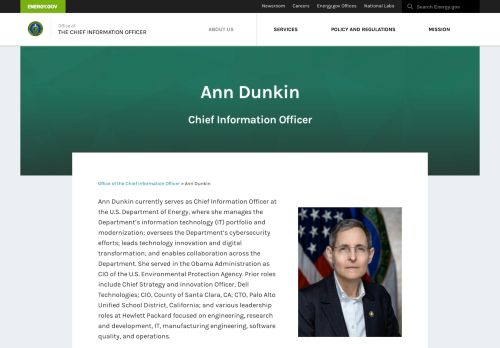 ENERGY.GOV
Newsroom Careers Energy.gov Offices National Labs Search Energy.gov
Office of
THE CHIEF INFORMATION OFFICER
ABOUT US SERVICES POLICY AND REGULATIONS MISSION
Ann Dunkin
Chief Information Officer
Office of the Chief Information Officer » Ann Dunkin
Ann Dunkin currently serves as Chief Information Officer at
the U.S. Department of Energy, where she manages the
Department's information technology (IT) portfolio and
modernization; oversees the Department's cybersecurity
efforts; leads technology innovation and digital
transformation; and enables collaboration across the
Department. She served in the Obama Administration as
CIO of the U.S. Environmental Protection Agency. Prior roles
include Chief Strategy and Innovation Officer, Dell
Technologies; CIO, County of Santa Clara, CA; CTO, Palo Alto
Unified School District, California; and various leadership
roles at Hewlett Packard focused on engineering, research
and development, IT, manufacturing engineering, software
quality, and operations.